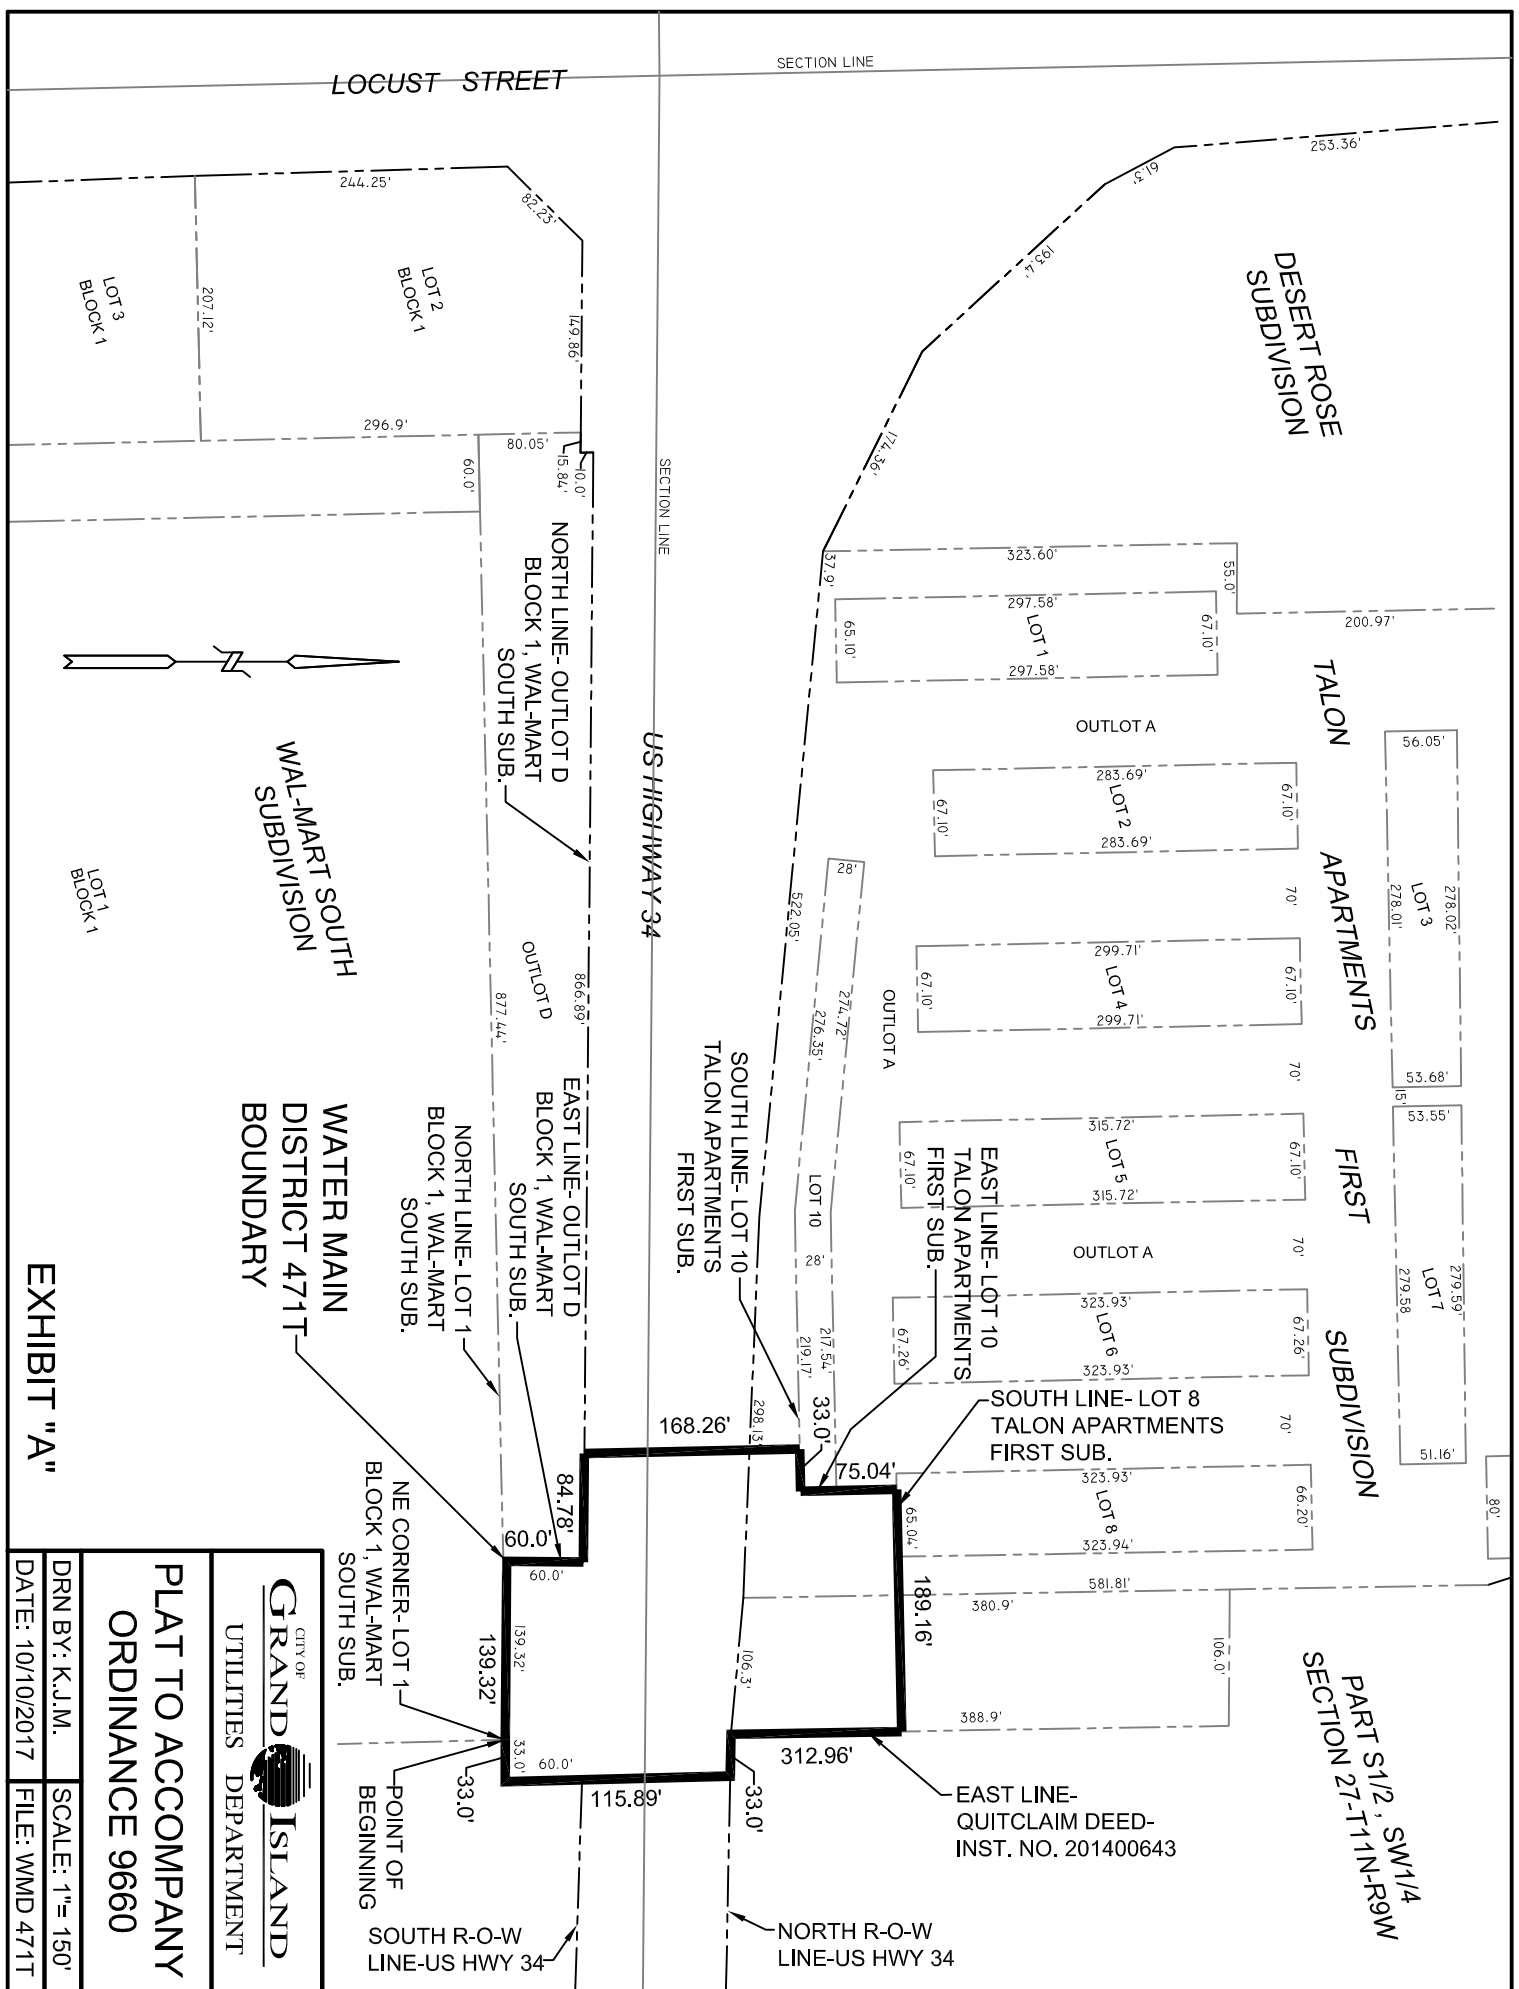 LOCUST STREET
SECTION LINE
253.36'
61.3'
193.4'
174.36'
DESERT ROSE
SUBDIVISION
244.25'
82.23'
LOT 3
BLOCK 1
207.12'
LOT 2
BLOCK 1
149.86'
296.9'
80.05'
15.84'
10.0'
60.0'
SECTION LINE
NORTH LINE- OUTLOT D
BLOCK 1, WAL-MART
SOUTH SUB.
US HIGHWAY 34
WAL-MART SOUTH
SUBDIVISION
LOT 1
BLOCK 1
OUTLOT D
866.89'
877.44'
37.9'
323.60'
55.0'
200.97'
297.58'
LOT 1
297.58'
65.10'
67.10'
OUTLOT A
TALON
APARTMENTS
FIRST
SUBDIVISION
56.05'
278.02'
LOT 3
278.01'
53.68'
15'
53.55'
279.59'
LOT 7
279.58
51.16'
80'
283.69'
LOT 2
283.69'
67.10'
67.10'
70'
299.71'
LOT 4
299.71'
67.10'
67.10'
70'
315.72'
LOT 5
315.72'
67.10'
67.10'
70'
OUTLOT A
OUTLOT A
323.93'
LOT 6
323.93'
67.26'
67.26'
70'
323.93'
LOT 8
323.94'
65.04'
66.20'
28'
522.05'
274.72'
276.35'
LOT 10
28'
217.54'
219.17'
298.13'
SOUTH LINE- LOT 10
TALON APARTMENTS
FIRST SUB.
EAST LINE- LOT 10
TALON APARTMENTS
FIRST SUB.
SOUTH LINE- LOT 8
TALON APARTMENTS
FIRST SUB.
EAST LINE- OUTLOT D
BLOCK 1, WAL-MART
SOUTH SUB.
NORTH LINE- LOT 1
BLOCK 1, WAL-MART
SOUTH SUB.
WATER MAIN
DISTRICT 471T
BOUNDARY
168.26'
33.0'
75.04'
84.78'
60.0'
60.0'
189.16'
581.81'
380.9'
106.0'
106.3'
388.9'
139.32'
139.32'
33.0'
60.0'
33.0'
115.89'
33.0'
312.96'
NE CORNER- LOT 1
BLOCK 1, WAL-MART
SOUTH SUB.
POINT OF
BEGINNING
EAST LINE-
QUITCLAIM DEED-
INST. NO. 201400643
PART S1/2, SW1/4
SECTION 27-T11N-R9W
SOUTH R-O-W
LINE-US HWY 34
NORTH R-O-W
LINE-US HWY 34
EXHIBIT "A"
CITY OF
GRAND ISLAND
UTILITIES DEPARTMENT
PLAT TO ACCOMPANY
ORDINANCE 9660
DRN BY: K.J.M.
SCALE: 1"= 150'
DATE: 10/10/2017
FILE: WMD 471T